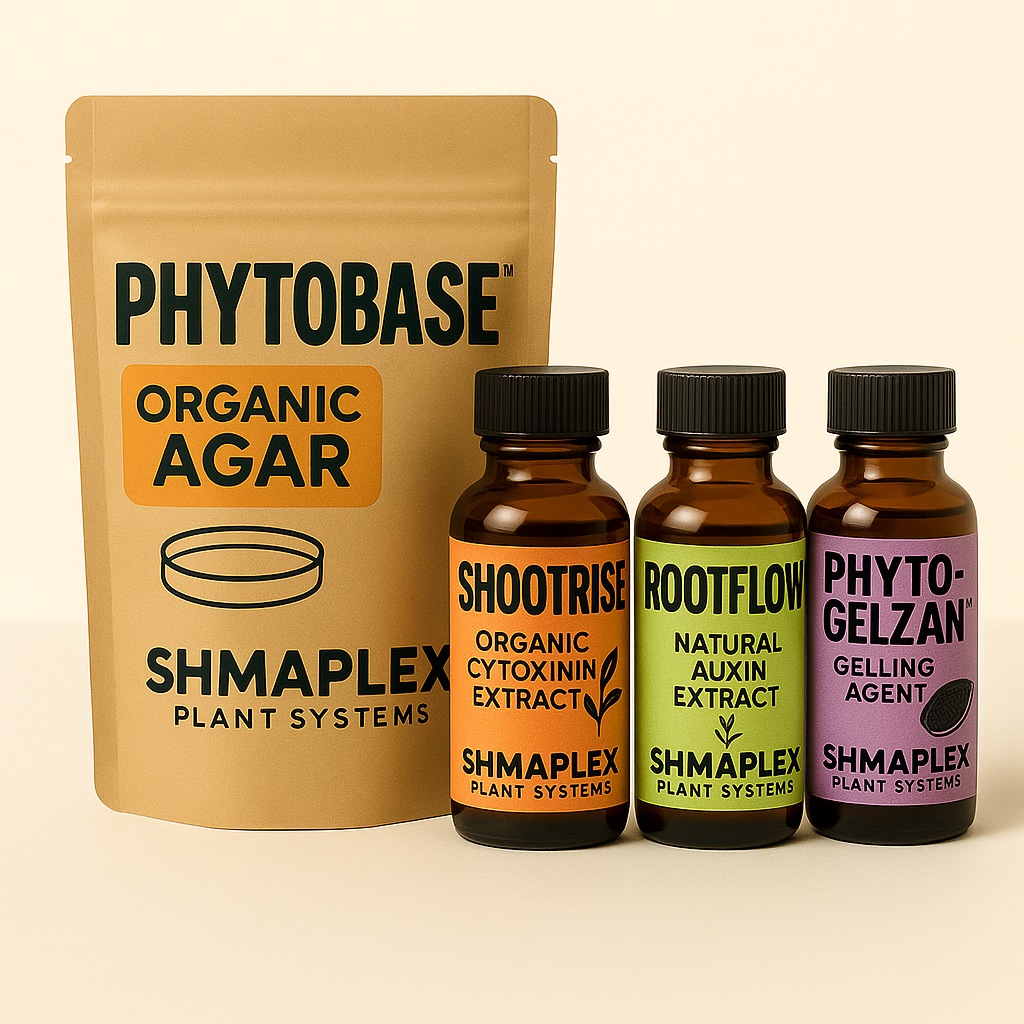 PHYTOBASE™
ORGANIC
AGAR
SHMAPLEX
PLANT SYSTEMS
SHOOTRISE
ORGANIC
CYTOXININ
EXTRACT
SHMAPLEX
PLANT SYSTEMS
ROOTFLOW
NATURAL
AUXIN
EXTRACT
SHMAPLEX
PLANT SYSTEMS
PHYTO-
GELZAN™
GELLING
AGENT
SHMAPLEX
PLANT SYSTEMS